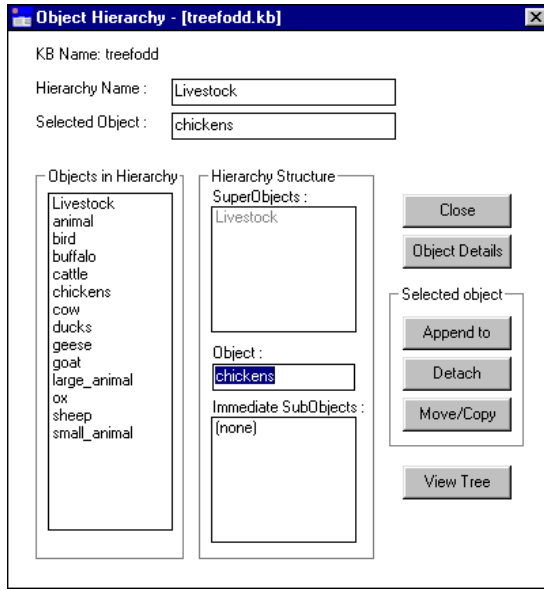 Object Hierarchy - [treefodd.kb]
KB Name: treefodd
Hierarchy Name :
Livestock
Selected Object :
chickens
Objects in Hierarchy
Livestock
animal
bird
buffalo
cattle
chickens
cow
ducks
geese
goat
large_animal
ox
sheep
small_animal
Hierarchy Structure
SuperObjects :
Livestock
Object :
chickens
Immediate SubObjects :
(none)
Close
Object Details
Selected object
Append to
Detach
Move/Copy
View Tree